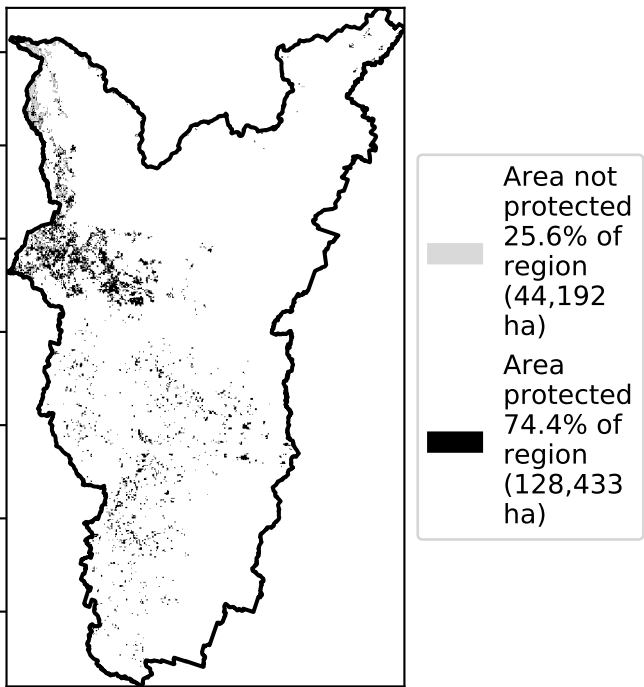 Area not
protected
25.6% of
region
(44,192
ha)
Area
protected
74.4% of
region
(128,433
ha)